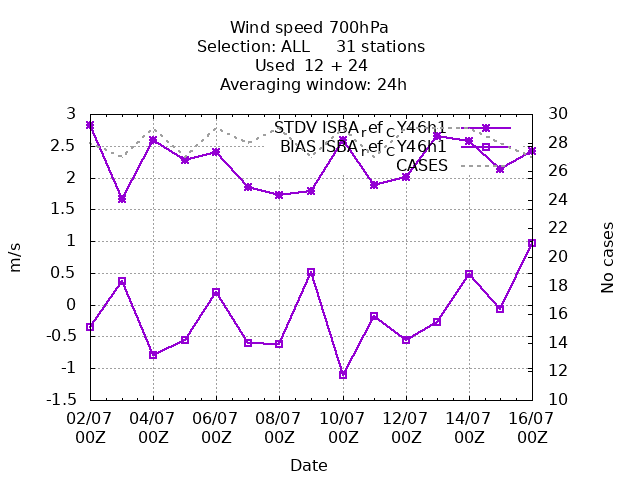 Wind speed 700hPa
Selection: ALL     31 stations
Used  12 + 24
Averaging window: 24h
STDV ISBA_ref_CY46h1
BIAS ISBA_ref_CY46h1
CASES
3
2.5
2
1.5
1
0.5
0
-0.5
-1
-1.5
m/s
30
28
26
24
22
20
18
16
14
12
10
No cases
02/07 04/07 06/07 08/07 10/07 12/07 14/07 16/07
00Z 00Z 00Z 00Z 00Z 00Z 00Z 00Z
Date